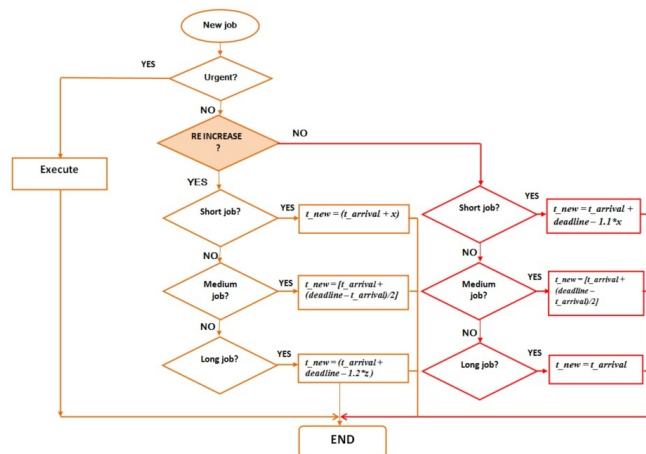 New job
YES
Urgent?
NO
RE INCREASE
?
NO
Execute
YES
Short job?
YES
t_new = (t_arrival + x)
NO
Medium
job?
YES
t_new = [t_arrival +
(deadline – t_arrival)/2]
NO
Long job?
YES
t_new = (t_arrival +
deadline – 1.2*z)
Short job?
YES
t_new = t_arrival +
deadline – 1.1*x
NO
Medium
job?
YES
t_new = [t_arrival +
(deadline –
t_arrival)/2]
NO
Long job?
YES
t_new = t_arrival
END